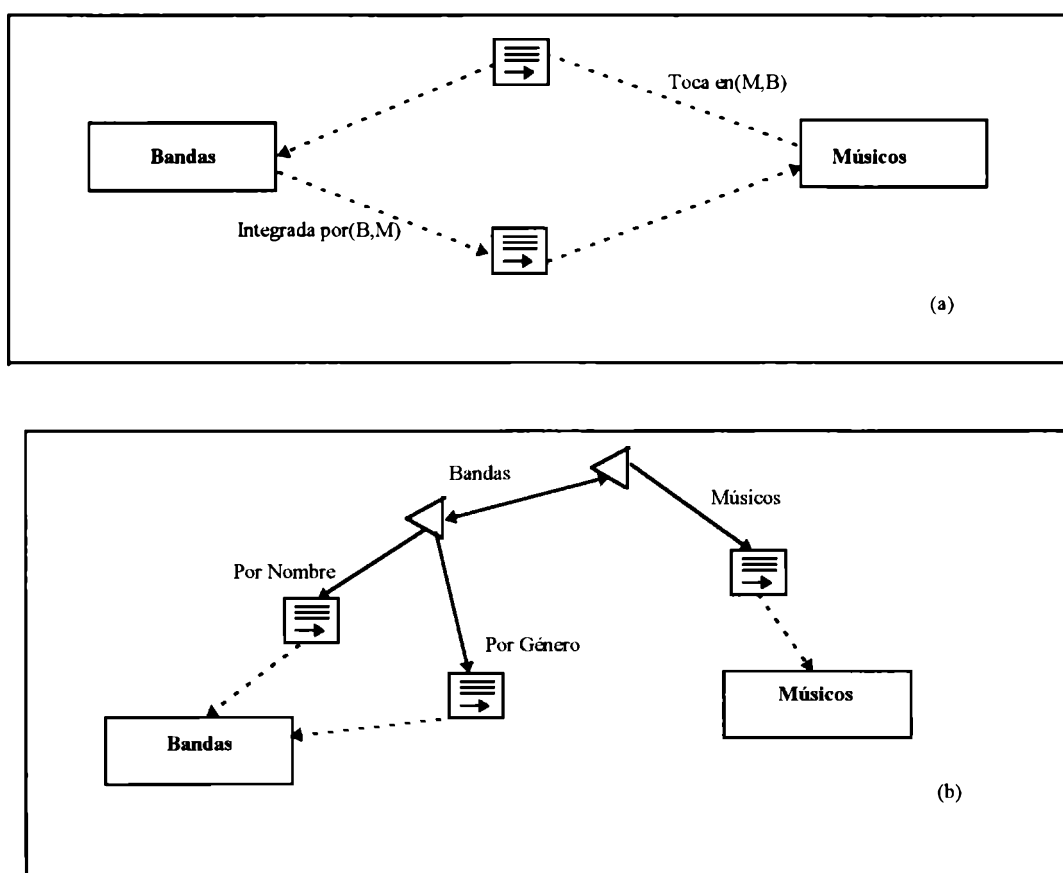 Toca en(M,B)
Bandas
Músicos
Integrada por(B,M)
(a)
Bandas
Músicos
Por Nombre
Por Género
Músicos
Bandas
(b)